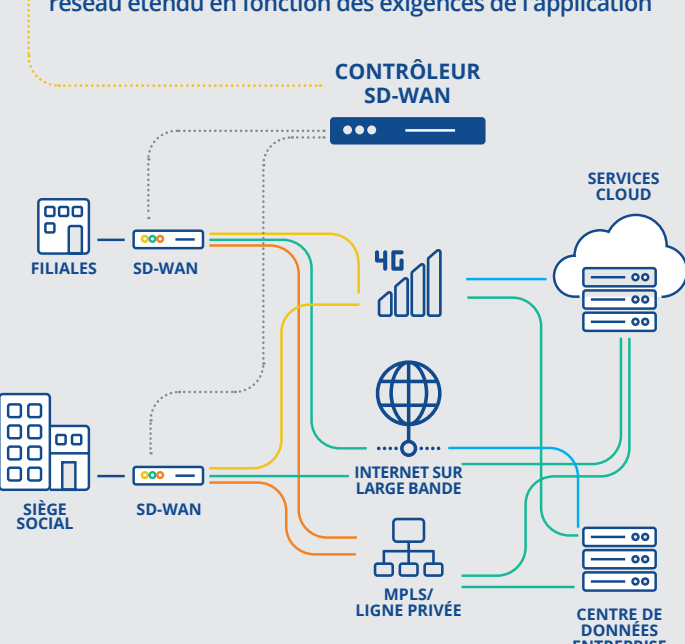 réseau étendu en fonction des exigences de l'application
CONTRÔLEUR
SD-WAN
SERVICES
CLOUD
FILIALES
SD-WAN
4G
INTERNET SUR
LARGE BANDE
SIÈGE
SOCIAL
SD-WAN
MPLS/
LIGNE PRIVÉE
CENTRE DE
DONNÉES
ENTREPRISE